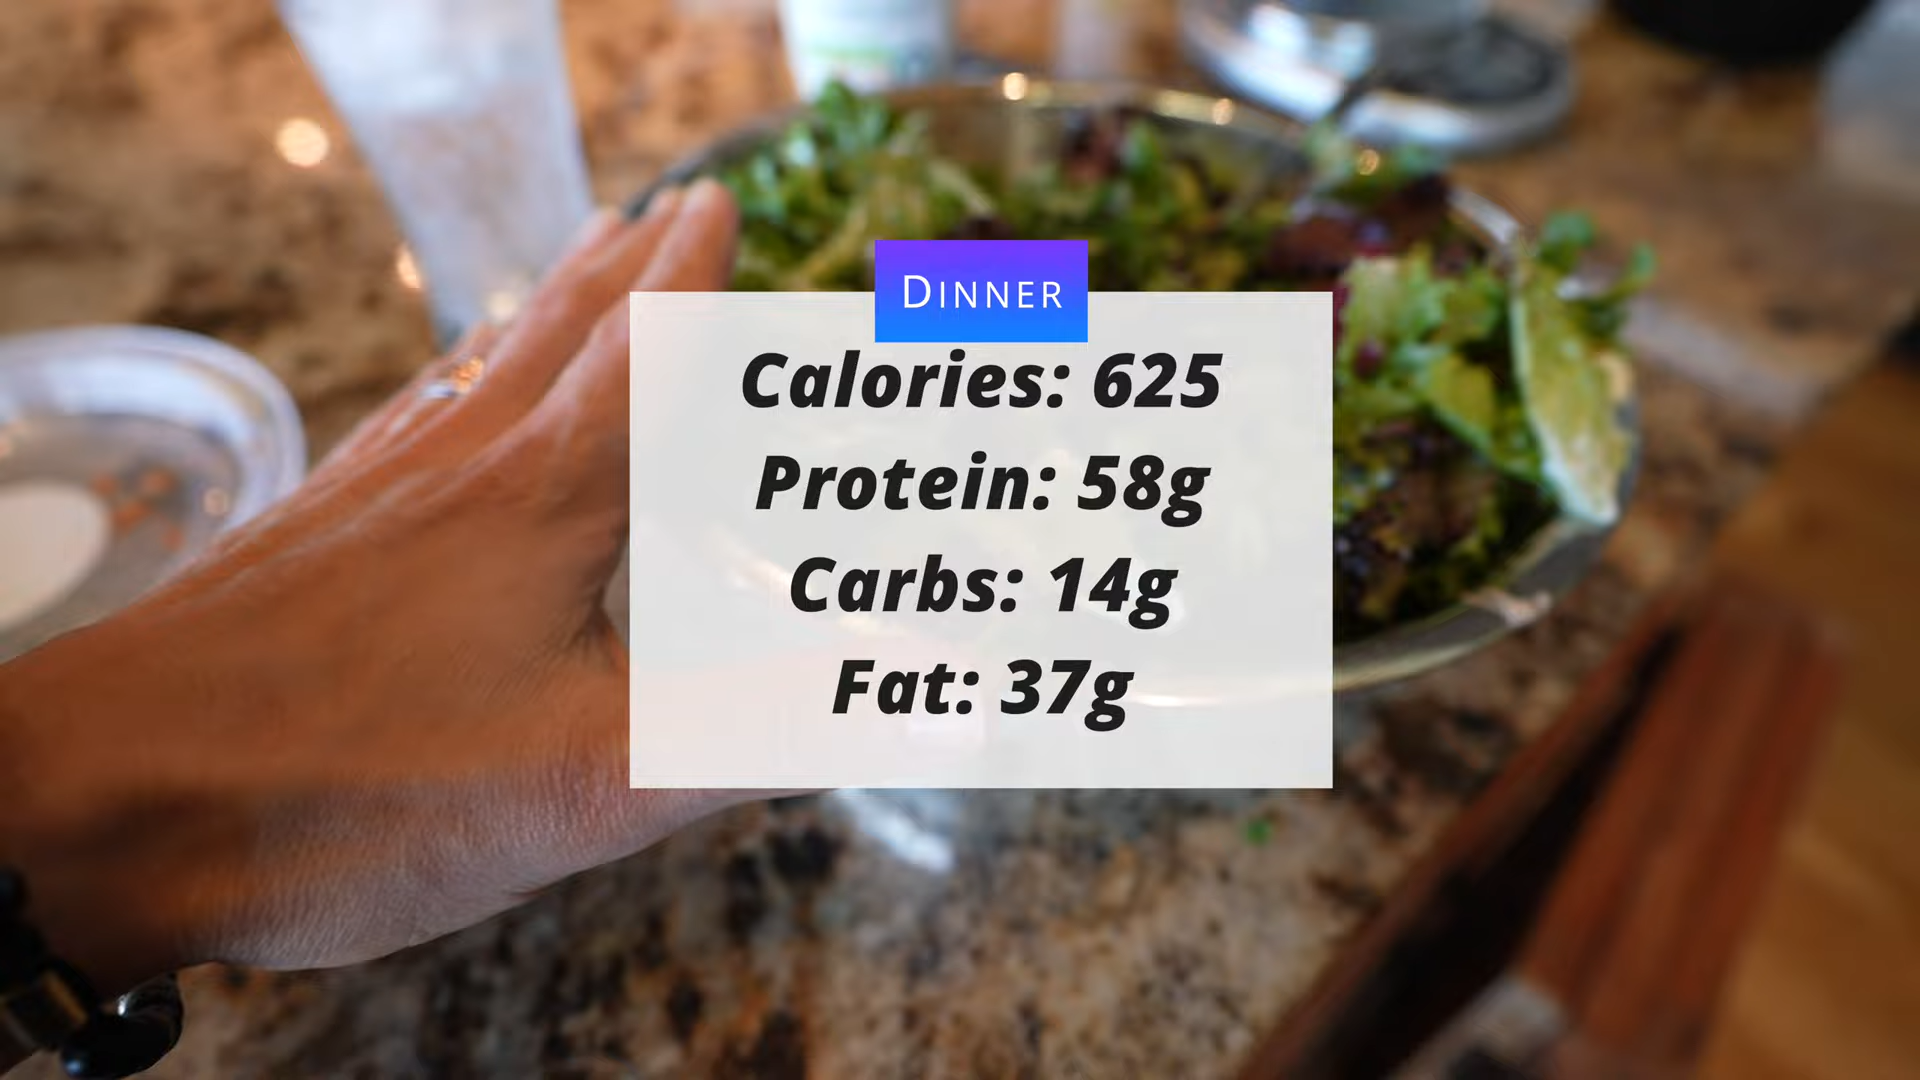 Dinner
Calories: 625
Protein: 58g
Carbs: 14g
Fat: 37g